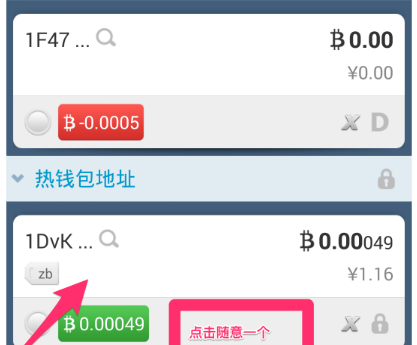 1F47 ... ฿ 0.00
¥0.00
฿ -0.0005 X D
热钱包地址
1DvK ... ฿ 0.00049
zb ¥1.16
฿ 0.00049 X
点击随意一个